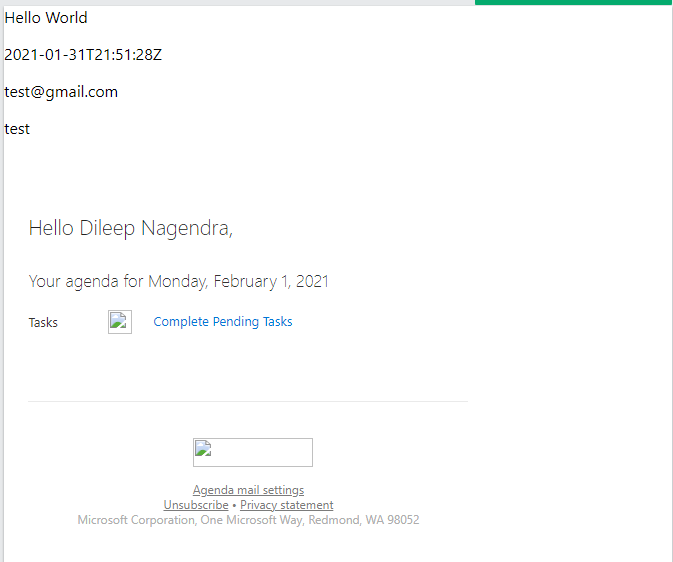 Hello World
2021-01-31T21:51:28Z
test@gmail.com
test
Hello Dileep Nagendra,
Your agenda for Monday, February 1, 2021
Tasks Complete Pending Tasks
Agenda mail settings
Unsubscribe • Privacy statement
Microsoft Corporation, One Microsoft Way, Redmond, WA 98052